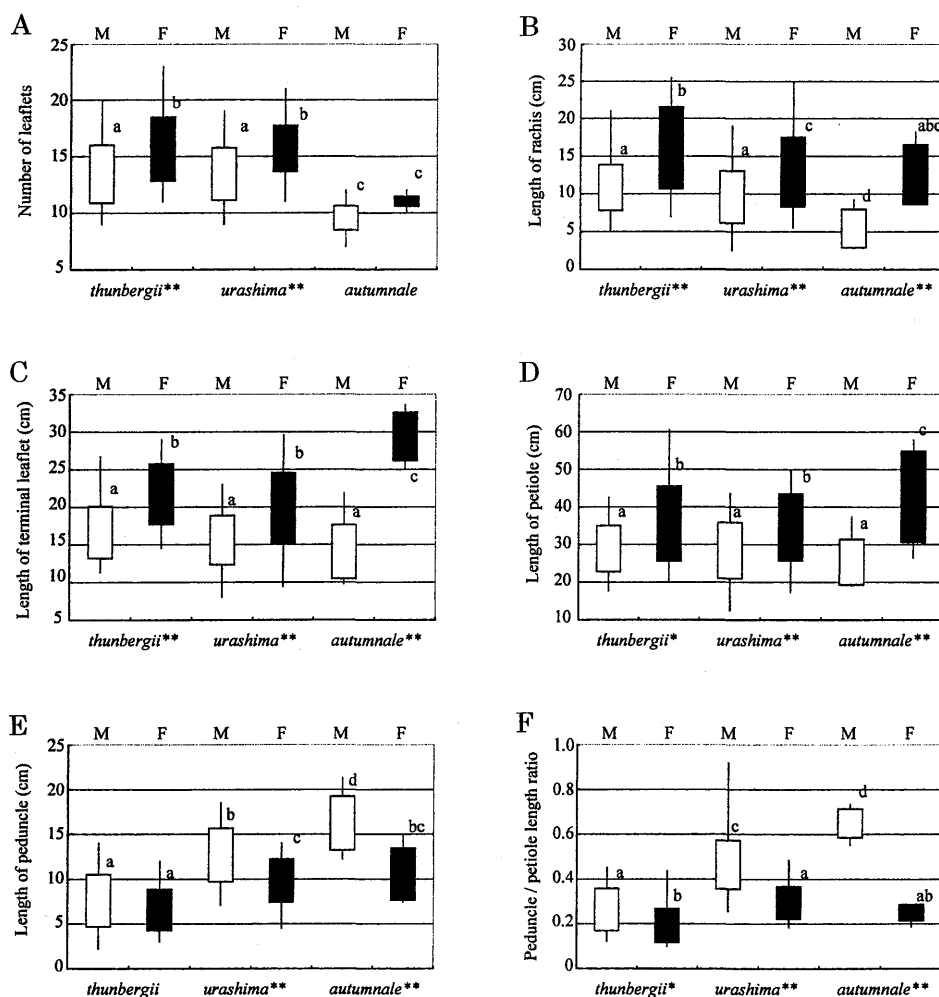 A
M F M F M F
Number of leaflets
25
20
15
10
5
a b a b c c
thunbergii** urashima** autumnale
B
M F M F M F
Length of rachis (cm)
30
25
20
15
10
5
0
a b a c d abc
thunbergii** urashima** autumnale**
C
M F M F M F
Length of terminal leaflet (cm)
35
30
25
20
15
10
5
a b a b a c
thunbergii** urashima** autumnale**
D
M F M F M F
Length of petiole (cm)
70
60
50
40
30
20
10
a b a b a c
thunbergii* urashima** autumnale**
E
M F M F M F
Length of peduncle (cm)
25
20
15
10
5
0
a a b c d bc
thunbergii urashima** autumnale**
F
M F M F M F
Peduncle / petiole length ratio
1.0
0.8
0.6
0.4
0.2
0
a b c a d ab
thunbergii* urashima** autumnale**